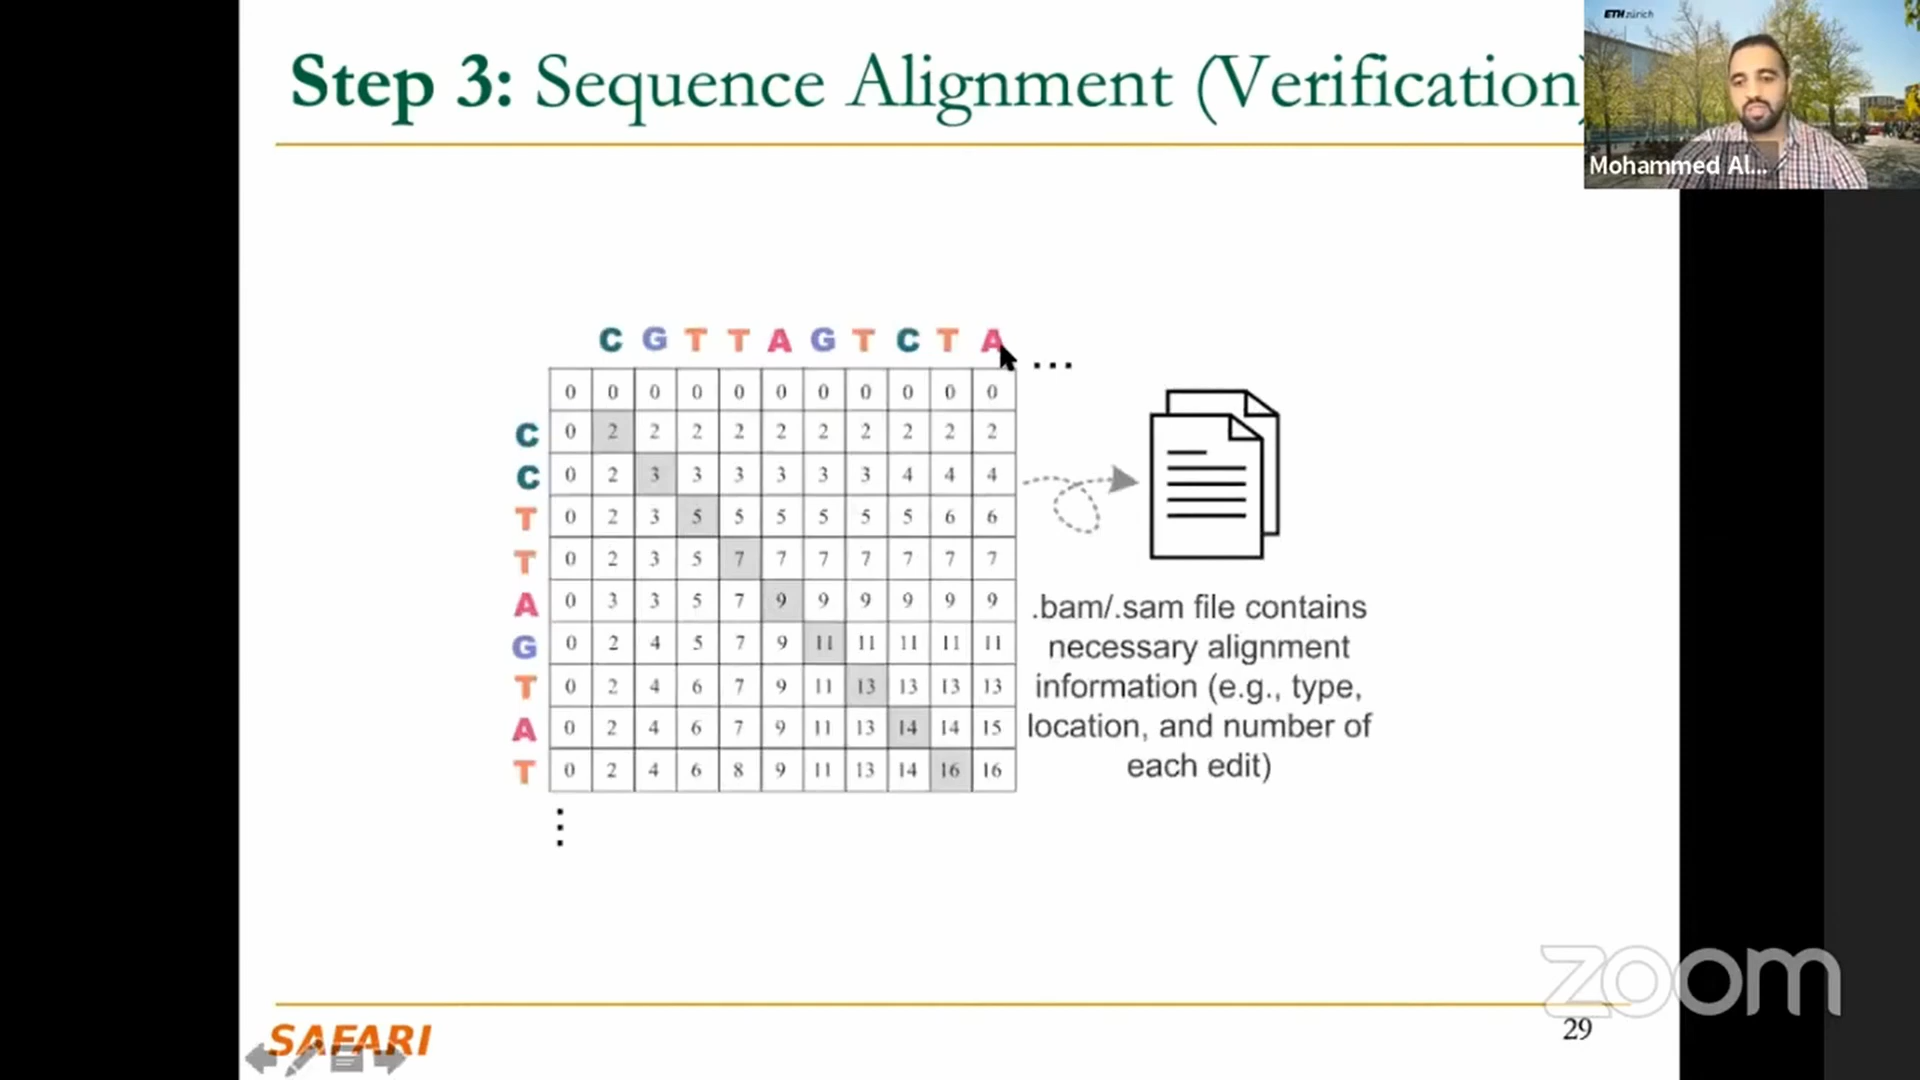 Step 3: Sequence Alignment (Verification)
ETH zürich
Mohammed Al...
C G T T A G T C T A ...
0 0 0 0 0 0 0 0 0 0 0
C 0 2 2 2 2 2 2 2 2 2 2
C 0 2 3 3 3 3 3 3 4 4 4
T 0 2 3 5 5 5 5 5 5 6 6
T 0 2 3 5 7 7 7 7 7 7 7
A 0 3 3 5 7 9 9 9 9 9 9
G 0 2 4 5 7 9 11 11 11 11 11
T 0 2 4 6 7 9 11 13 13 13 13
A 0 2 4 6 7 9 11 13 14 14 15
T 0 2 4 6 8 9 11 13 14 16 16
.bam/.sam file contains
necessary alignment
information (e.g., type,
location, and number of
each edit)
zoom
SAFARI
29